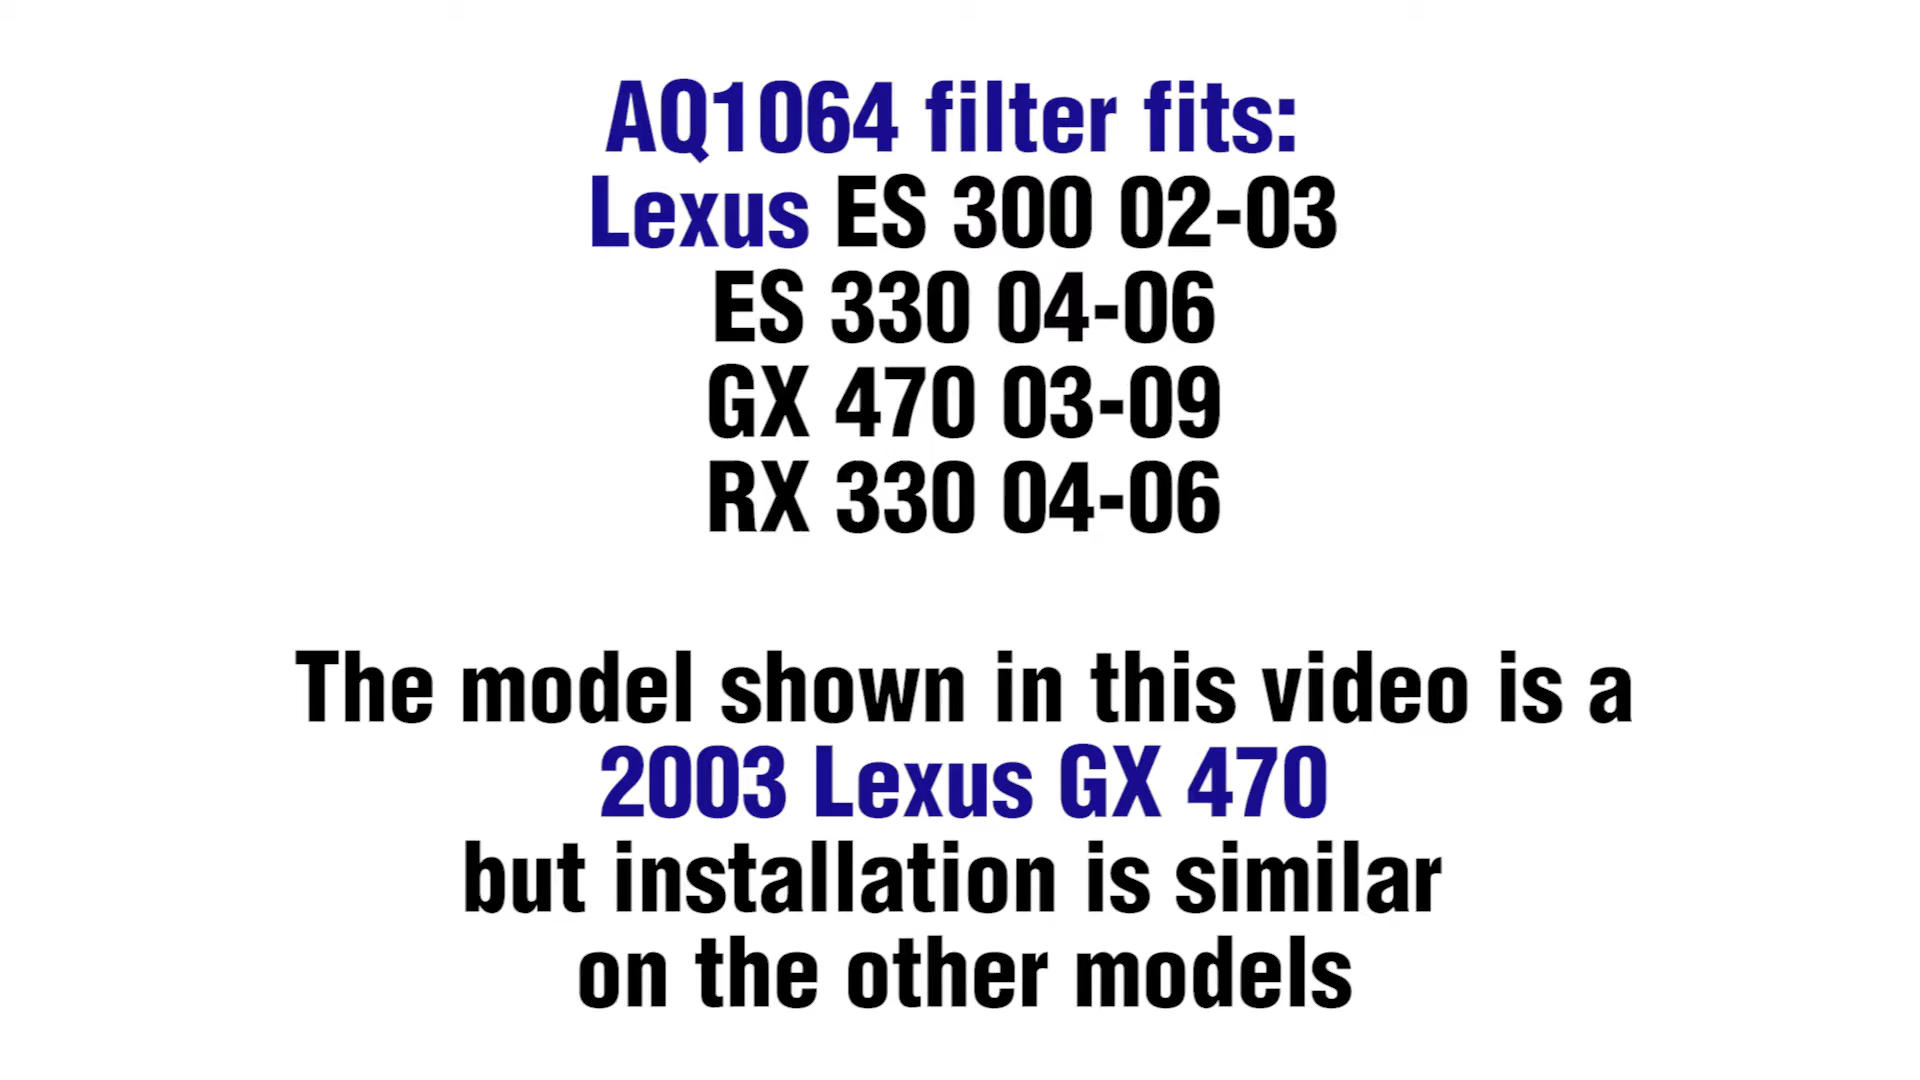 AQ1064 filter fits:
Lexus ES 300 02-03
ES 330 04-06
GX 470 03-09
RX 330 04-06
The model shown in this video is a
2003 Lexus GX 470
but installation is similar
on the other models